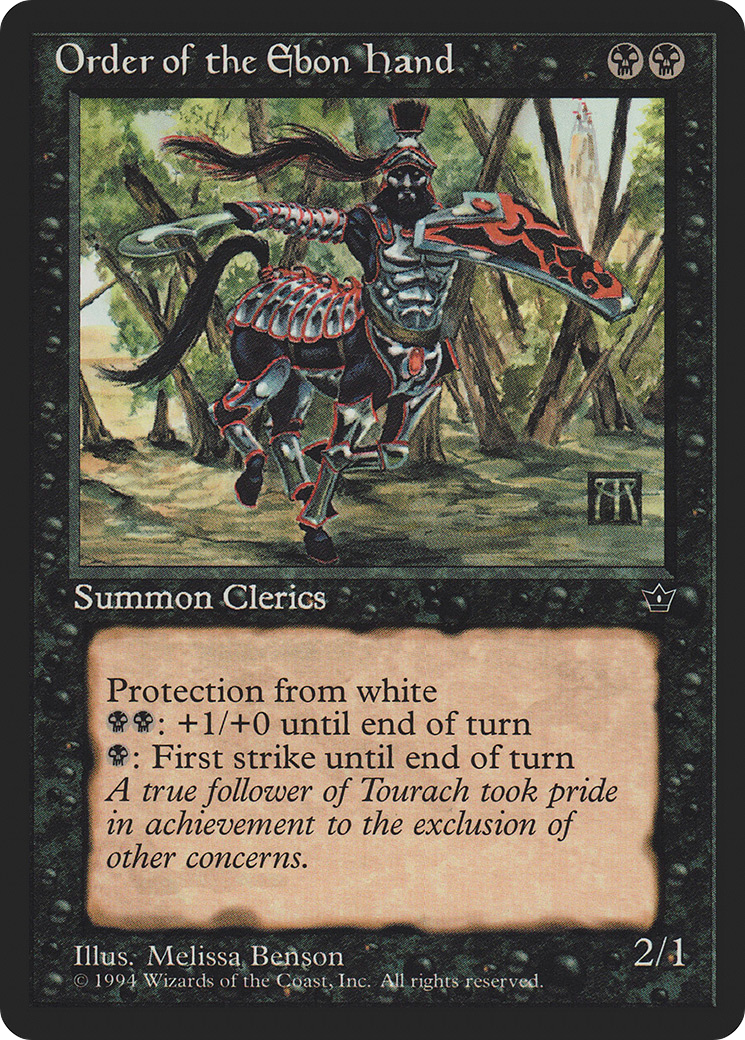 Order of the Ebon Hand
Summon Clerics
Protection from white
: +1/+0 until end of turn
: First strike until end of turn
A true follower of Tourach took pride
in achievement to the exclusion of
other concerns.
Illus. Melissa Benson
2/1
© 1994 Wizards of the Coast, Inc. All rights reserved.